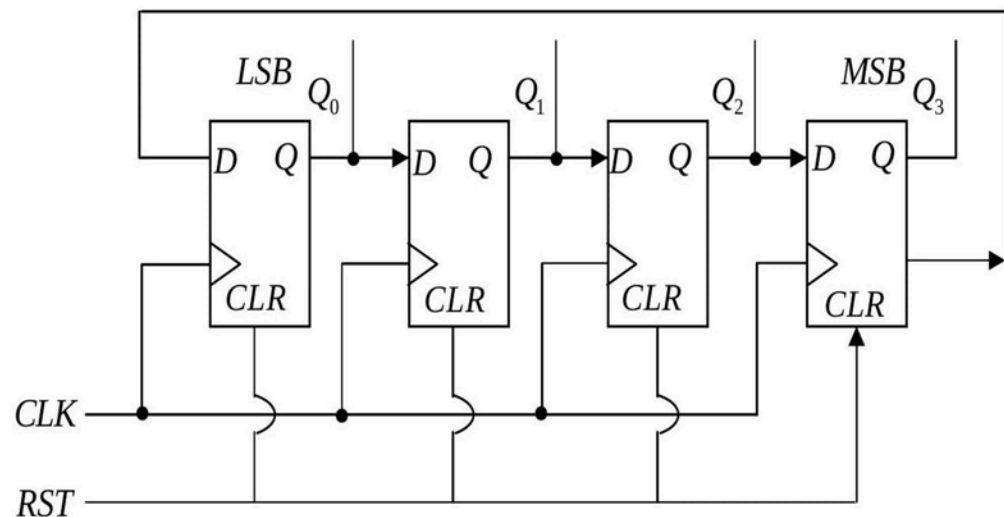 LSB MSB
Q0 Q1 Q2 Q3
D Q D Q D Q D Q
CLR CLR CLR CLR
CLK
RST